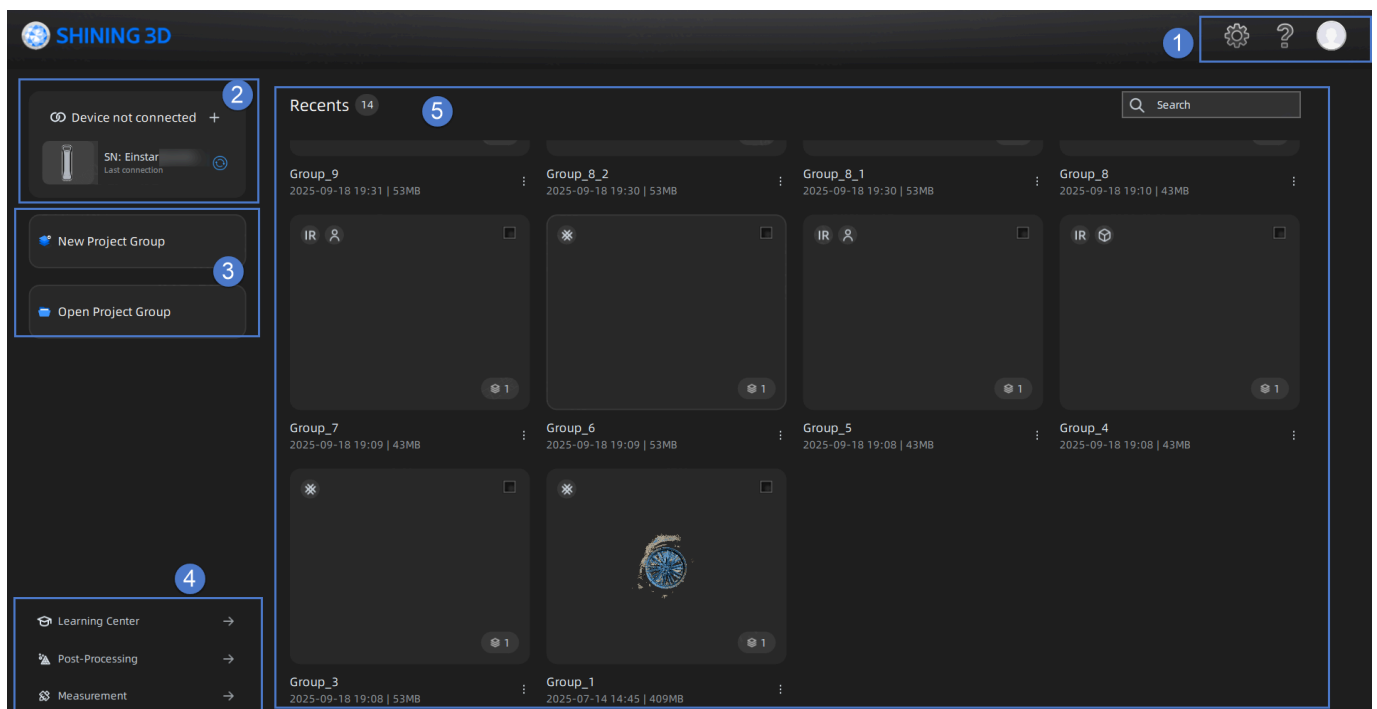 SHINING 3D
1
2
Device not connected +
SN: Einstar
Last connection
New Project Group
3
Open Project Group
4
Learning Center
Post-Processing
Measurement
Recents 14
5
Search
Group_9
2025-09-18 19:31 | 53MB
Group_8_2
2025-09-18 19:30 | 53MB
Group_8_1
2025-09-18 19:30 | 53MB
Group_8
2025-09-18 19:10 | 43MB
IR
1
Group_7
2025-09-18 19:09 | 43MB
1
Group_6
2025-09-18 19:09 | 53MB
IR
1
Group_5
2025-09-18 19:08 | 43MB
IR
1
Group_4
2025-09-18 19:08 | 43MB
1
Group_3
2025-09-18 19:08 | 53MB
1
Group_1
2025-07-14 14:45 | 409MB